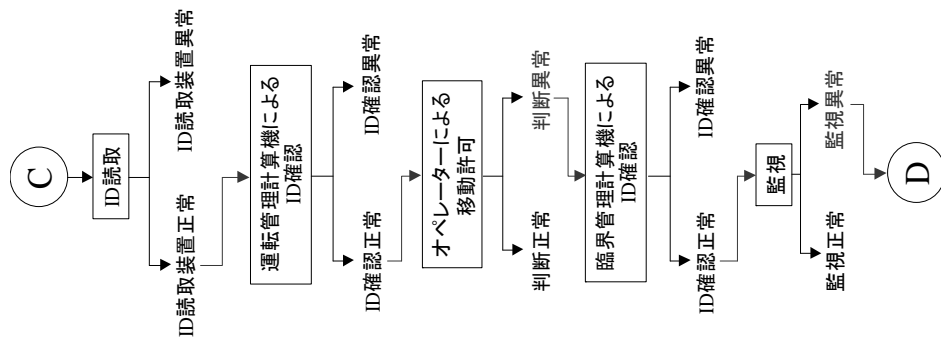 C
ID読取
ID読取装置正常
ID読取装置異常
運転管理計算機による
ID確認
ID確認正常
ID確認異常
オペレーターによる
移動許可
判断正常
判断異常
臨界管理計算機による
ID確認
ID確認正常
ID確認異常
監視
監視正常
監視異常
D